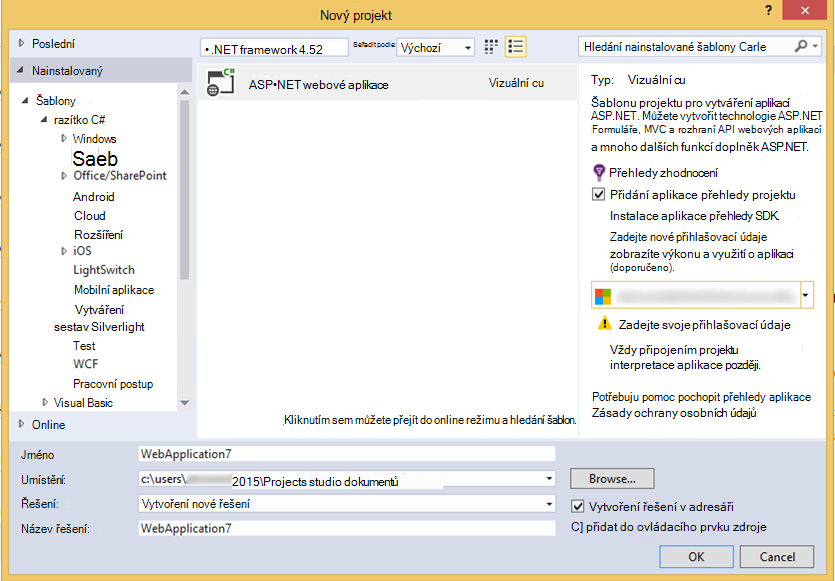 Nový projekt
?
Poslední
• .NET framework 4.52
Seřadit podle:
Výchozí
Hledání nainstalované šablony Carle
Nainstalovaný
ASP•NET webové aplikace
Vizuální cu
Typ: Vizuální cu
Šablony
razítko C#
Windows
Saeb
Office/SharePoint
Android
Cloud
Rozšíření
iOS
LightSwitch
Mobilní aplikace
Vytváření
sestav Silverlight
Test
WCF
Pracovní postup
Visual Basic
Online
Šablonu projektu pro vytváření aplikací
ASP.NET. Můžete vytvořit technologie ASP.NET
Formuláře, MVC a rozhraní API webových aplikací
a mnoho dalších funkcí doplněk ASP.NET.
Přehledy zhodnocení
Přidání aplikace přehledy projektu
Instalace aplikace přehledy SDK.
Zadejte nové přihlašovací údaje
zobrazíte výkonu a využití o aplikaci
(doporučeno).
Zadejte svoje přihlašovací údaje
Vždy připojením projektu
interpretace aplikace později.
Potřebuju pomoc pochopit přehledy aplikace
Zásady ochrany osobních údajů
Kliknutím sem můžete přejít do online režimu a hledání šablon.
Jméno
WebApplication7
Umístění:
c:\users\
2015\Projects studio dokumentů
Browse...
Řešení:
Vytvoření nové řešení
Vytvoření řešení v adresáři
Název řešení:
WebApplication7
C] přidat do ovládacího prvku zdroje
OK
Cancel